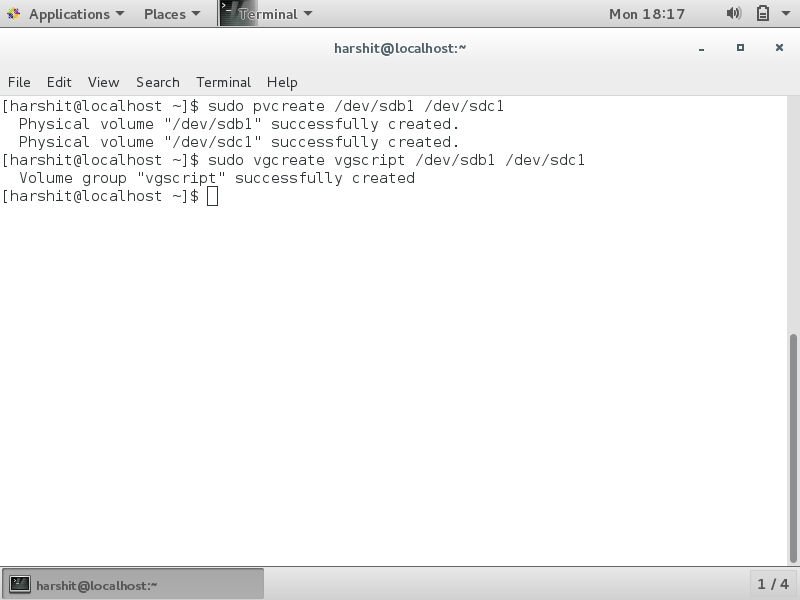 Applications Places Terminal Mon 18:17
harshit@localhost:~
File Edit View Search Terminal Help
[harshit@localhost ~]$ sudo pvcreate /dev/sdb1 /dev/sdc1
  Physical volume "/dev/sdb1" successfully created.
  Physical volume "/dev/sdc1" successfully created.
[harshit@localhost ~]$ sudo vgcreate vgscript /dev/sdb1 /dev/sdc1
  Volume group "vgscript" successfully created
[harshit@localhost ~]$
harshit@localhost:~ 1 / 4